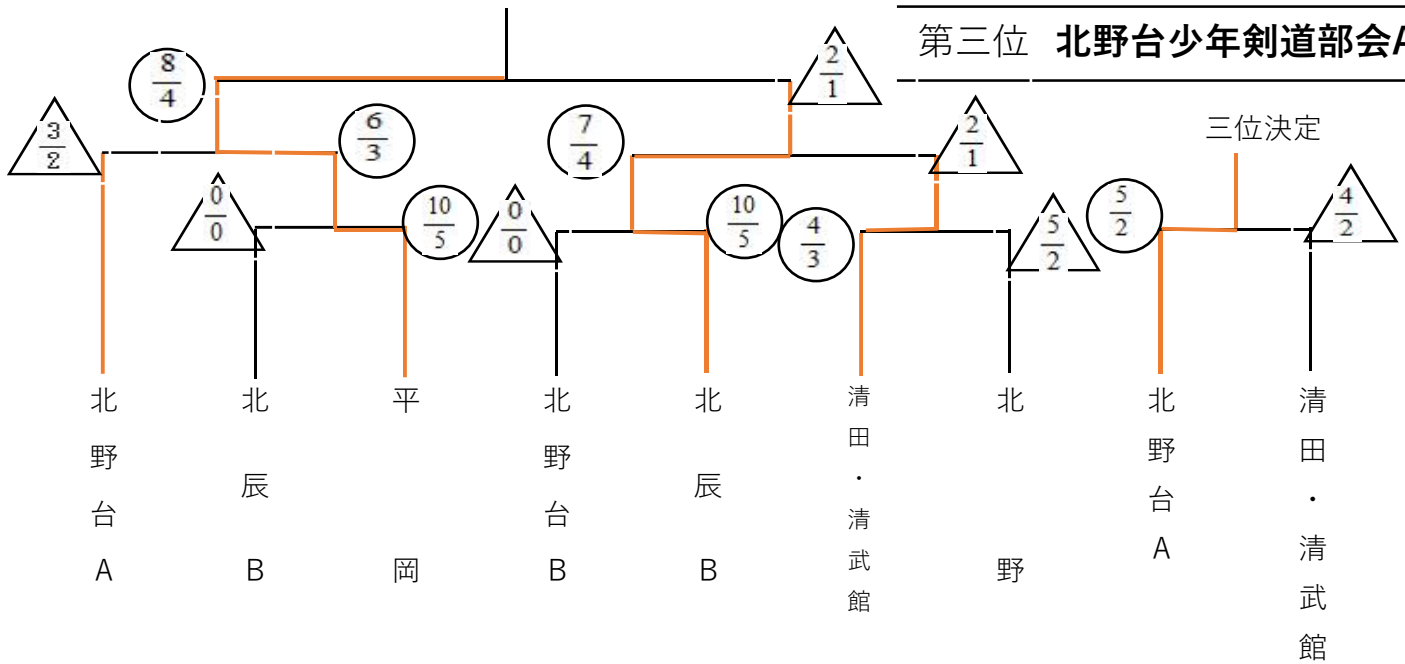 第三位 北野台少年剣道部会A
8/4
2/1
3/2
6/3
7/4
2/1
三位決定
0/0
10/5
0/0
10/5
4/3
5/2
5/2
4/2
北野台A
北辰B
平岡
北野台B
北辰B
清田・清武館
北野
北野台A
清田・清武館